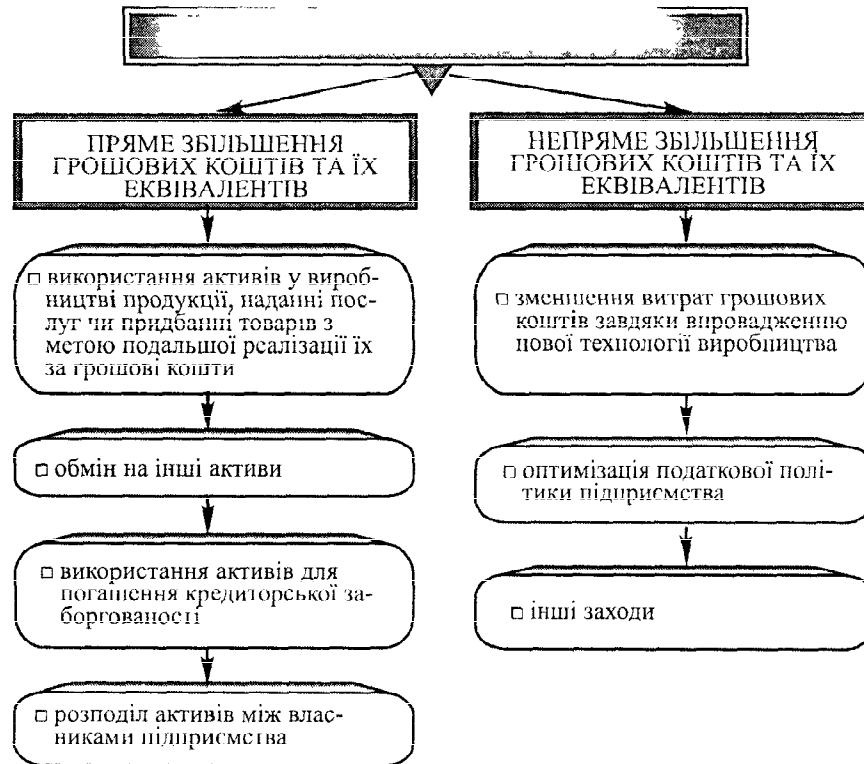 ПРЯМЕ ЗБІЛЬШЕННЯ
ГРОШОВИХ КОШТІВ ТА ЇХ
ЕКВІВАЛЕНТІВ
□ використання активів у вироб-
ництві продукції, наданні пос-
луг чи придбанні товарів з
метою подальшої реалізації їх
за грошові кошти
□ обмін на інші активи
□ використання активів для
погашення кредиторської за-
боргованості
□ розподіл активів між влас-
никами підприємства
НЕПРЯМЕ ЗБІЛЬШЕННЯ
ГРОШОВИХ КОШТІВ ТА ЇХ
ЕКВІВАЛЕНТІВ
□ зменшення витрат грошових
коштів завдяки впровадженню
нової технології виробництва
□ оптимізація податкової полі-
тики підприємства
□ інші заходи